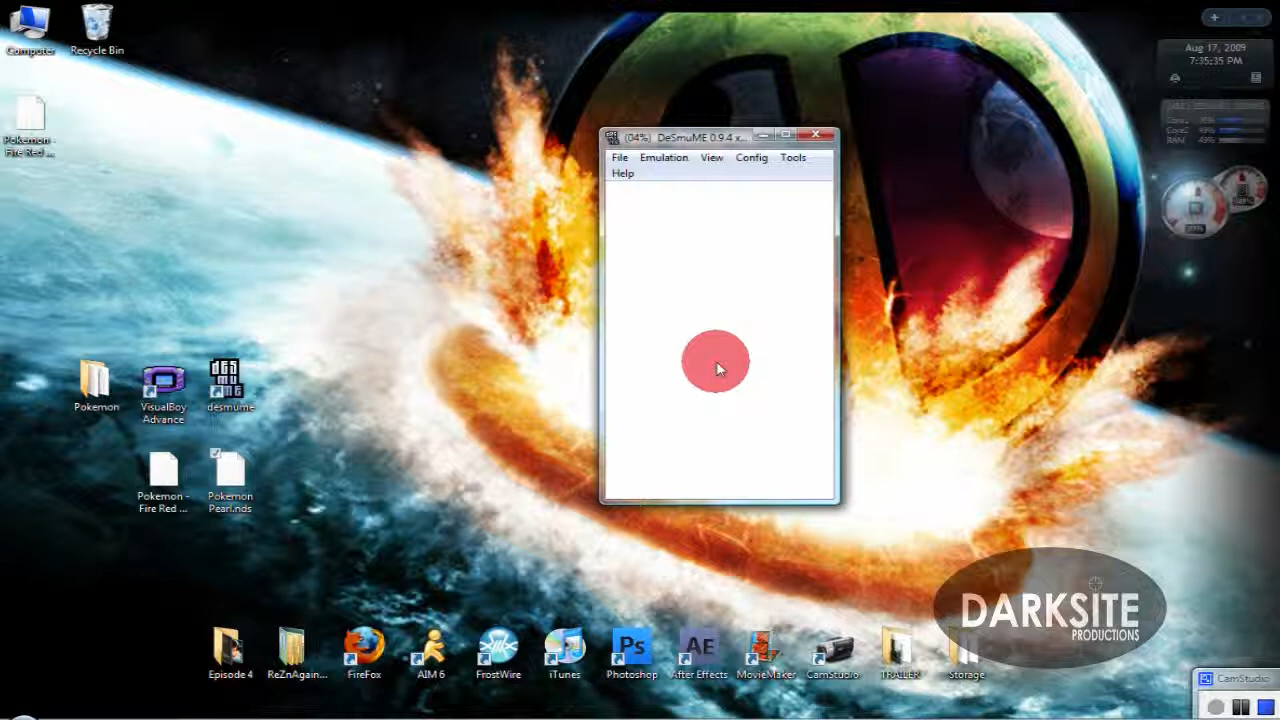 Computer
Recycle Bin
Pokemon -
Fire Red ...
Aug 17, 2009
7:35:35 PM
(04%) DeSmuME 0.9.4 x...
File Emulation View Config Tools
Help
Pokemon
VisualBoy
Advance
desmume
Pokemon -
Fire Red ...
Pokemon
Pearl.nds
DARKSITE
PRODUCTIONS
Episode 4
ReZnAgain...
FireFox
AIM 6
FrostWire
iTunes
Ps
Photoshop
AE
After Effects
MovieMaker
CamStudio
TRAILER
Storage
CamStudio